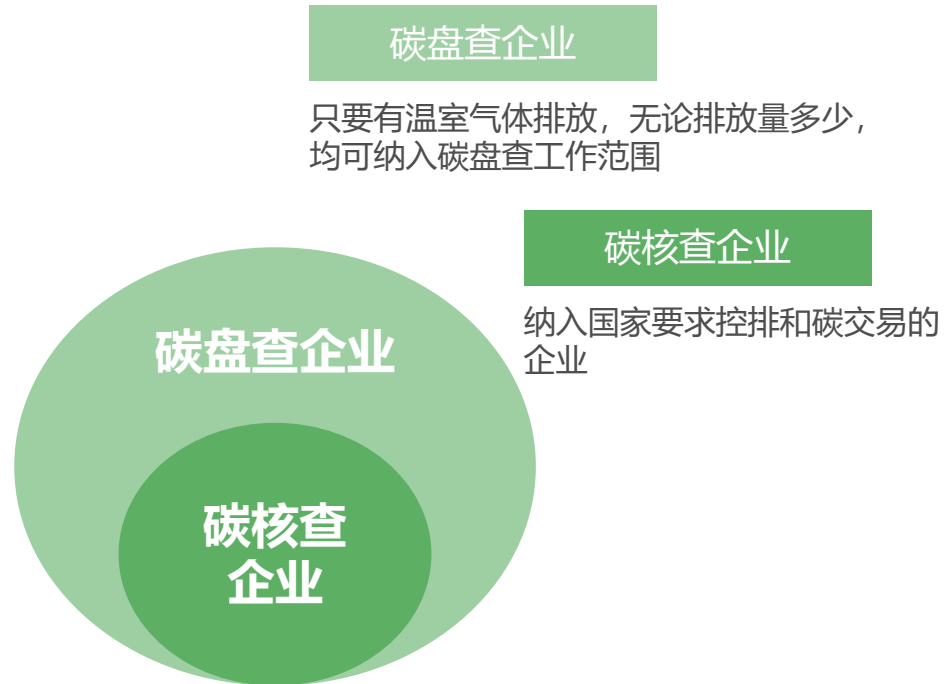 碳盘查企业
只要有温室气体排放，无论排放量多少，
均可纳入碳盘查工作范围
碳核查企业
纳入国家要求控排和碳交易的
企业
碳盘查企业
碳核查
企业